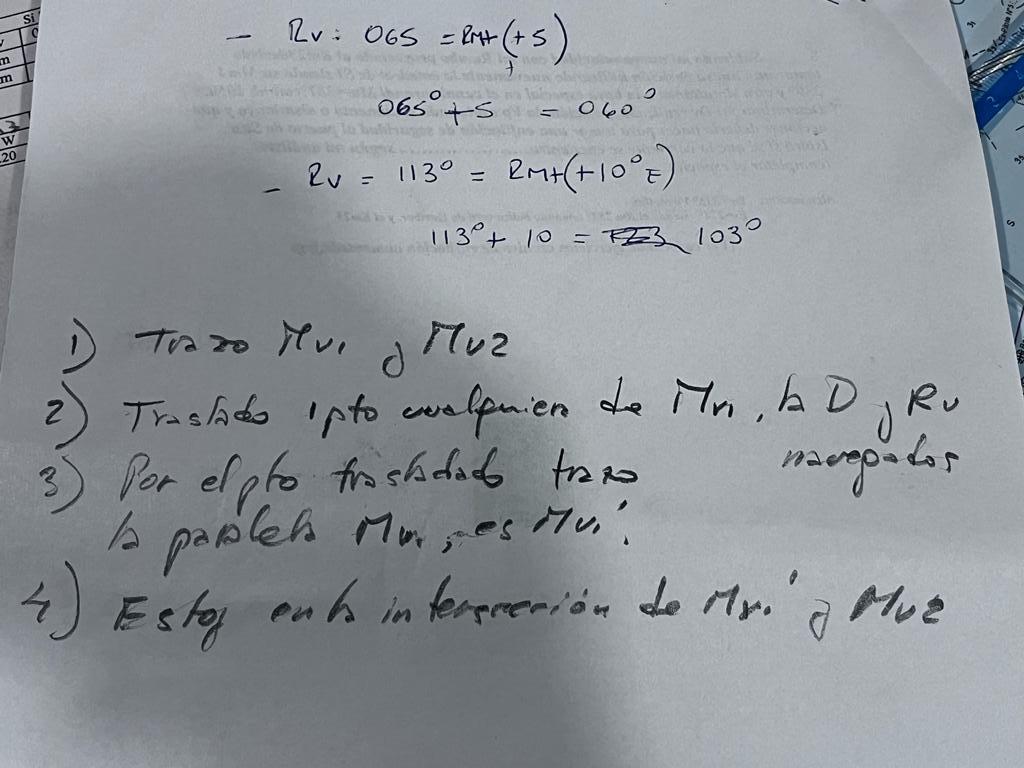 Si
m
m
W
.20
- Rv: 065 = Rm+(+5)
+
065° +5 = 060°
- Rv = 113° = Rm+(+10° E)
113° + 10 = 103°
1) Trazo Mv₁ y Mv2
2) Traslado 1 pto cualquiera de Mv₁, la D y Rv
navegados
3) Por el pto trasladado trazo
la paralela Mv₁, es Mv₁'.
4) Estoy en la intersección de Mv₁' y Mv2